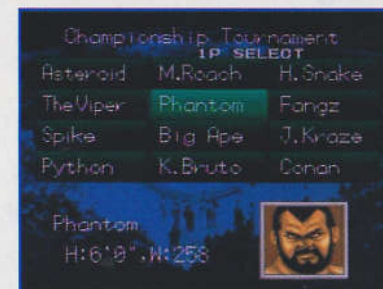 Championship Tournament
1P SELECT
Asteroid M.Roach H.Snake
TheViper Phantom Fangz
Spike Big Ape J.Kraze
Python K.Bruto Conan
Phantom
H:6'0".W:258